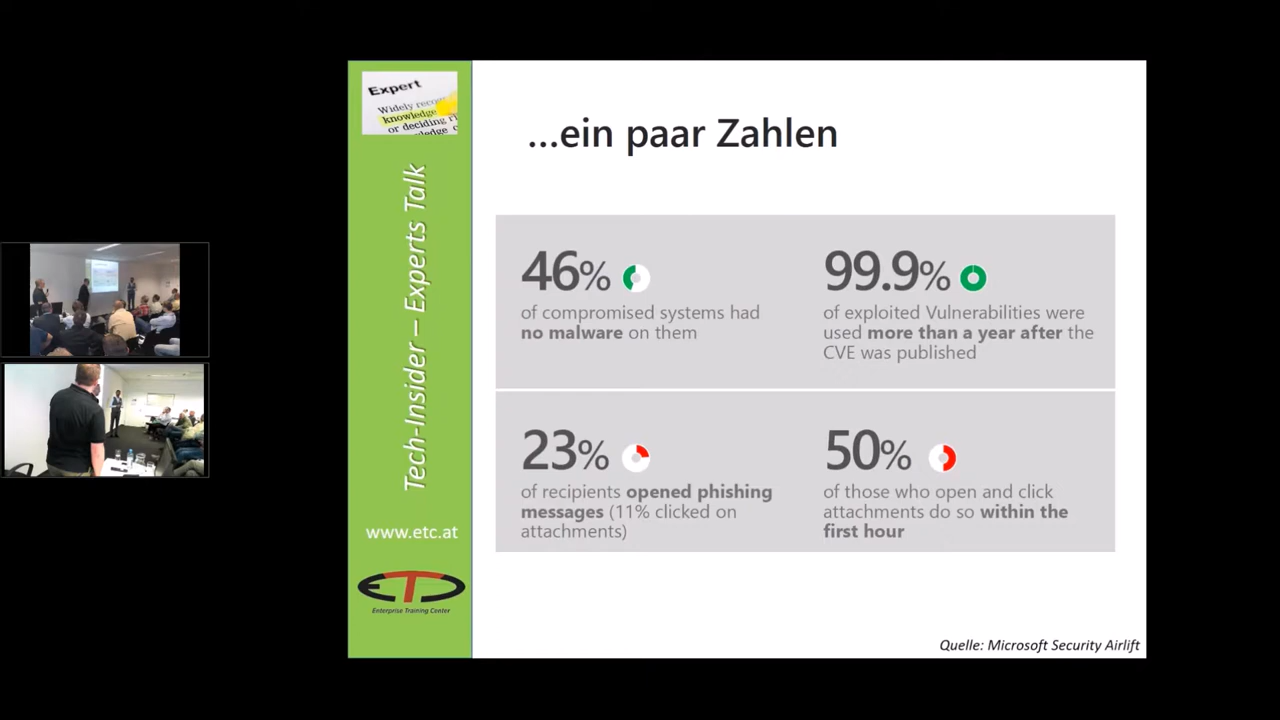 Expert
knowledge
Tech-Insider – Experts Talk
www.etc.at
ETC
Enterprise Training Center
...ein paar Zahlen
46%
of compromised systems had
no malware on them
99.9%
of exploited Vulnerabilities were
used more than a year after the
CVE was published
23%
of recipients opened phishing
messages (11% clicked on
attachments)
50%
of those who open and click
attachments do so within the
first hour
Quelle: Microsoft Security Airlift